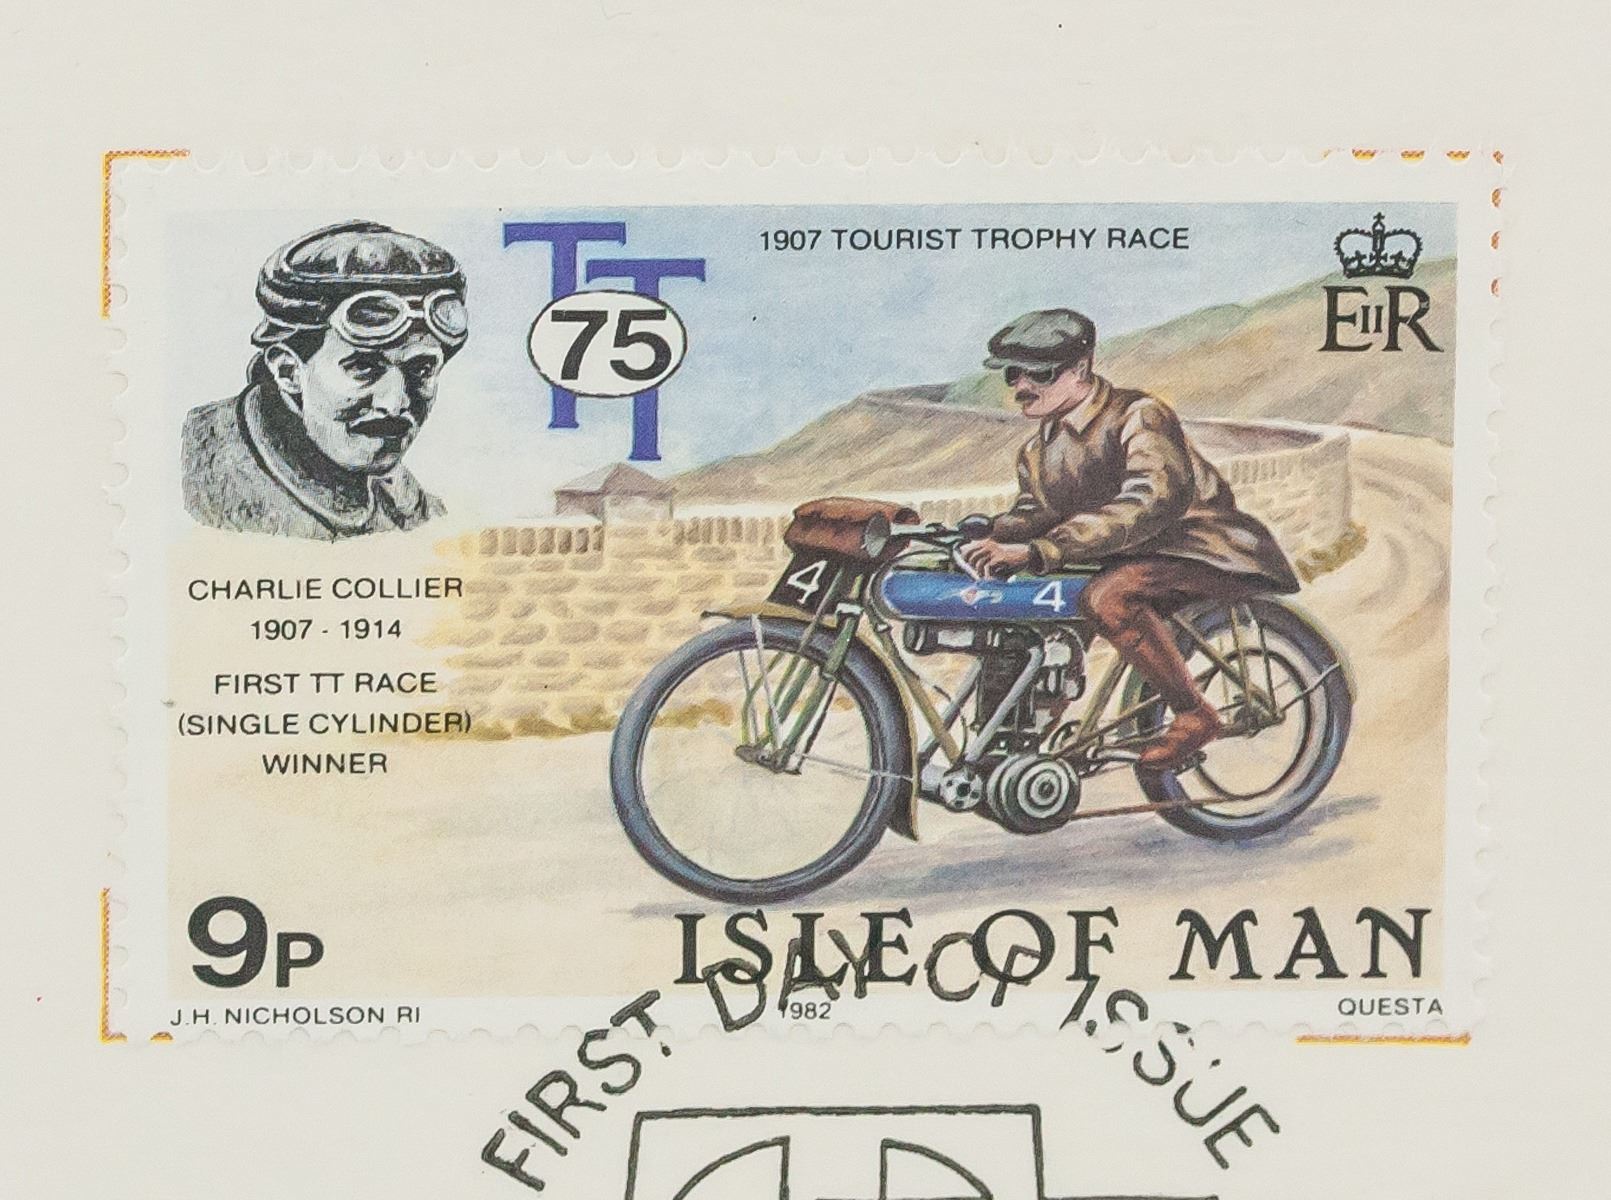 TT
75
1907 TOURIST TROPHY RACE
EIIR
CHARLIE COLLIER
1907 - 1914
FIRST TT RACE
(SINGLE CYLINDER)
WINNER
4
4
9P
ISLE OF MAN
J.H. NICHOLSON RI
1982
QUESTA
FIRST DAY OF ISSUE